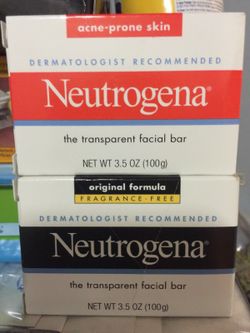 acne-prone skin
DERMATOLOGIST RECOMMENDED
Neutrogena®
the transparent facial bar
NET WT 3.5 OZ (100g)
original formula
FRAGRANCE-FREE
DERMATOLOGIST RECOMMENDED
Neutrogena®
the transparent facial bar
NET WT 3.5 OZ (100g)